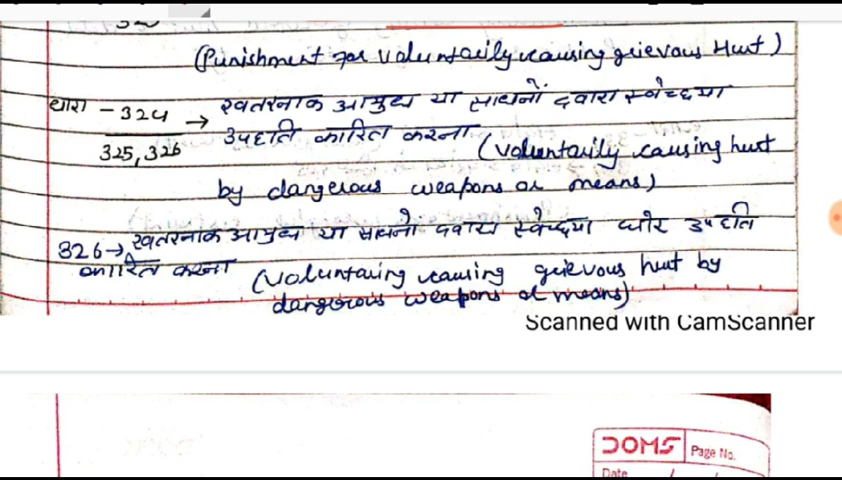 (Punishment for Voluntarily causing grievous Hurt)
धारा - 324 → खतरनाक आयुध या साधनों द्वारा स्वेच्छया
325, 326 उपहति कारित करना (voluntarily causing hurt
by dangerous weapons or means)
326 → खतरनाक आयुध या साधनो द्वारा स्वेच्छया घोर उपहति
कारित करना (voluntaring causing grievous hurt by
dangerous weapons or means)
Scanned with CamScanner
DOMS Page No.
Date / /